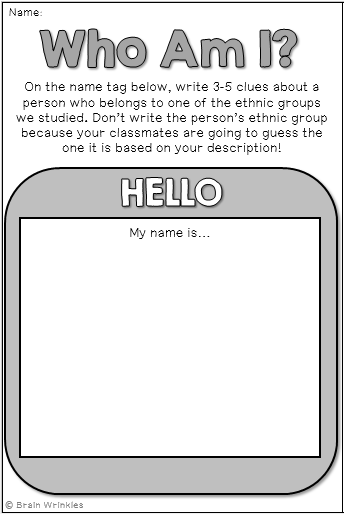 Name:
Who Am I?
On the name tag below, write 3-5 clues about a
person who belongs to one of the ethnic groups
we studied. Don't write the person's ethnic group
because your classmates are going to guess the
one it is based on your description!
HELLO
My name is...
© Brain Wrinkles